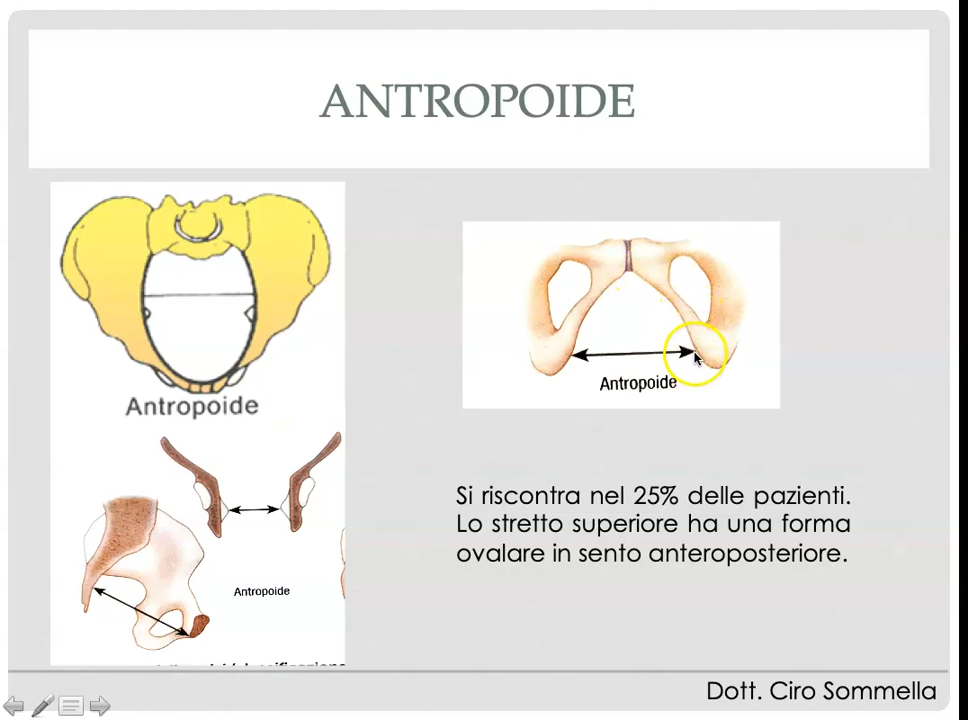 ANTROPOIDE
Antropoide
Antropoide
Antropoide
Si riscontra nel 25% delle pazienti.
Lo stretto superiore ha una forma
ovalare in sento anteroposteriore.
Dott. Ciro Sommella